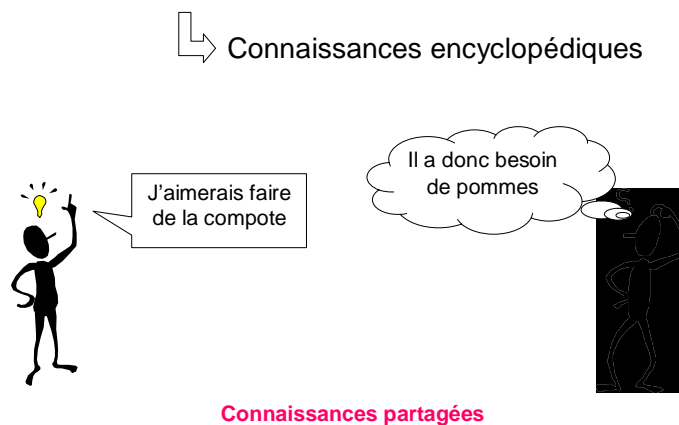 Connaissances encyclopédiques
J'aimerais faire
de la compote
Il a donc besoin
de pommes
Connaissances partagées